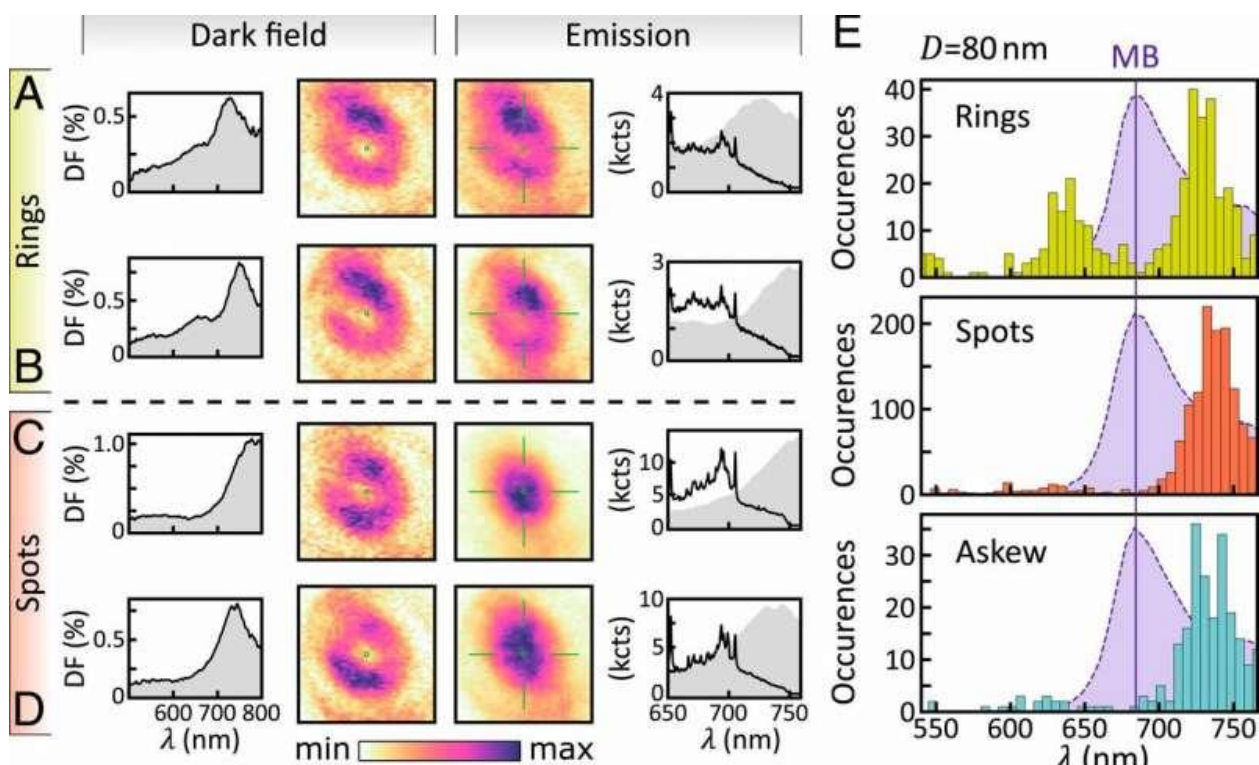 Dark field Emission
E D=80 nm
MB
A
Rings
B
C
Spots
D
DF (%)
0.5
0
4
2
0
(kcts)
DF (%)
0.5
0
3
0
(kcts)
DF (%)
1.0
0
10
5
0
(kcts)
DF (%)
0.5
0
10
5
0
(kcts)
600 700 800
λ (nm)
650 700 750
λ (nm)
min max
Rings
Occurences
40
30
20
10
0
Spots
Occurences
200
100
0
Askew
Occurences
30
20
10
0
550 600 650 700 750
λ (nm)